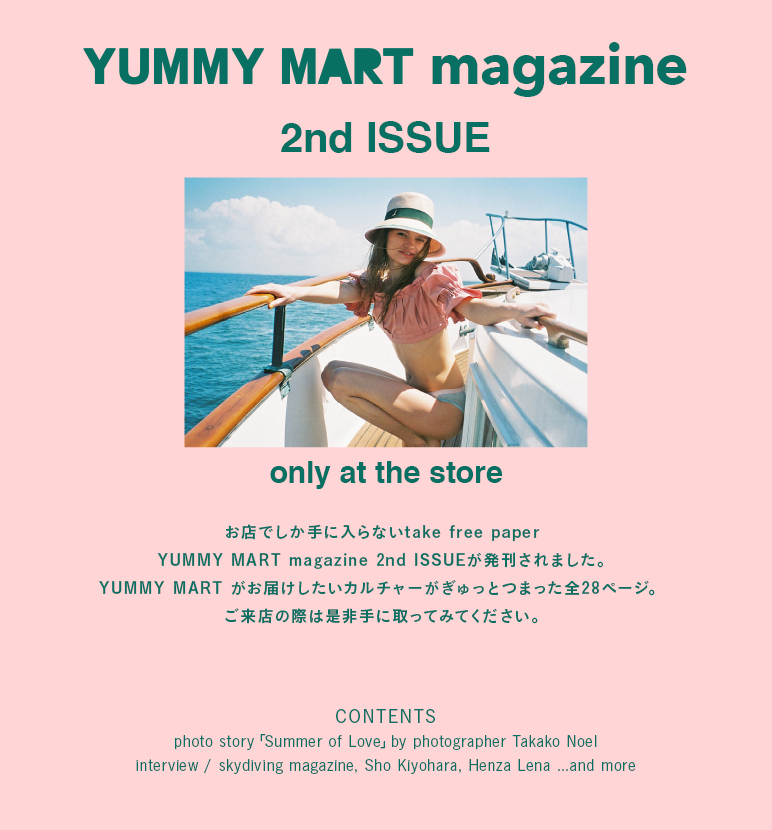 YUMMY MART magazine
2nd ISSUE
only at the store
お店でしか手に入らないtake free paper
YUMMY MART magazine 2nd ISSUEが発刊されました。
YUMMY MART がお届けしたいカルチャーがぎゅっとつまった全28ページ。
ご来店の際は是非手に取ってみてください。
CONTENTS
photo story「Summer of Love」by photographer Takako Noel
interview / skydiving magazine, Sho Kiyohara, Henza Lena ...and more